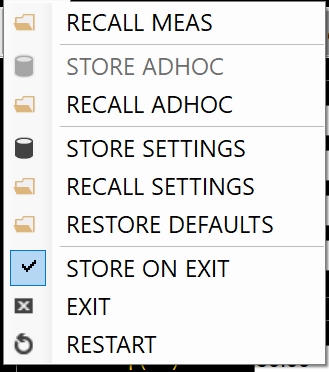 RECALL MEAS
STORE ADHOC
RECALL ADHOC
STORE SETTINGS
RECALL SETTINGS
RESTORE DEFAULTS
STORE ON EXIT
EXIT
RESTART